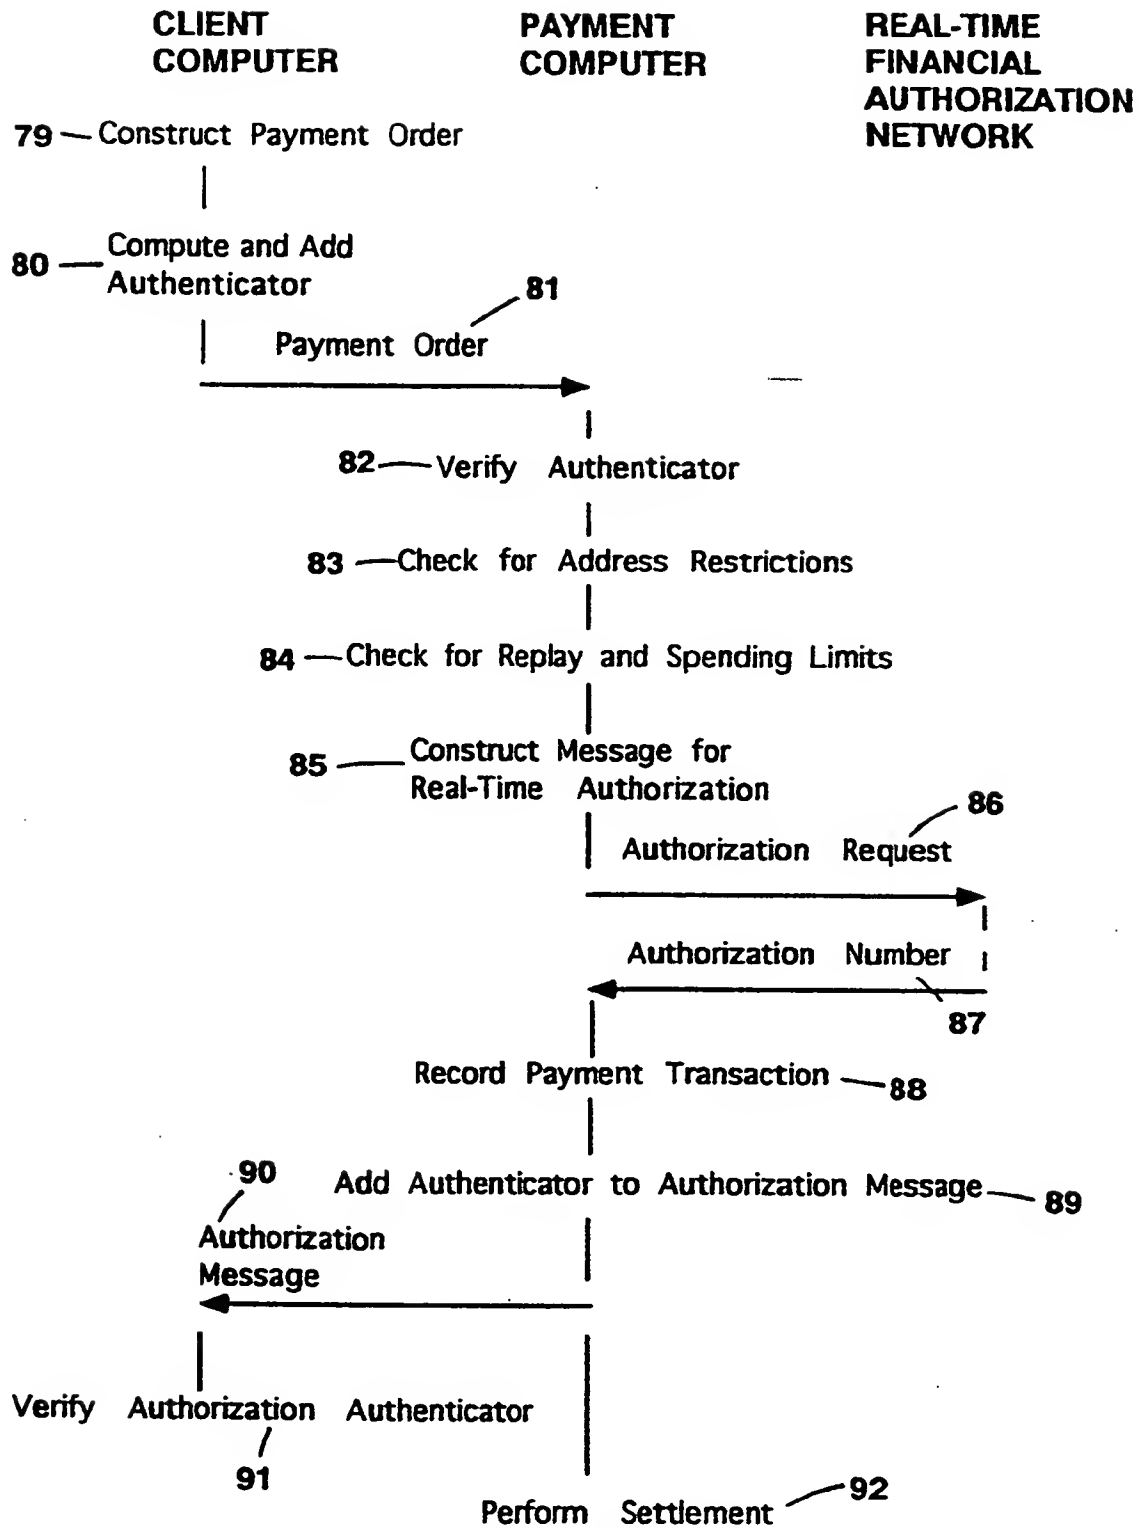 CLIENT
COMPUTER
PAYMENT
COMPUTER
REAL-TIME
FINANCIAL
AUTHORIZATION
NETWORK
79 Construct Payment Order
80 Compute and Add
Authenticator
81
Payment Order
82 Verify Authenticator
83 Check for Address Restrictions
84 Check for Replay and Spending Limits
85 Construct Message for
Real-Time Authorization
86
Authorization Request
Authorization Number
87
Record Payment Transaction 88
90
Add Authenticator to Authorization Message 89
Authorization
Message
Verify Authorization Authenticator
91
92
Perform Settlement